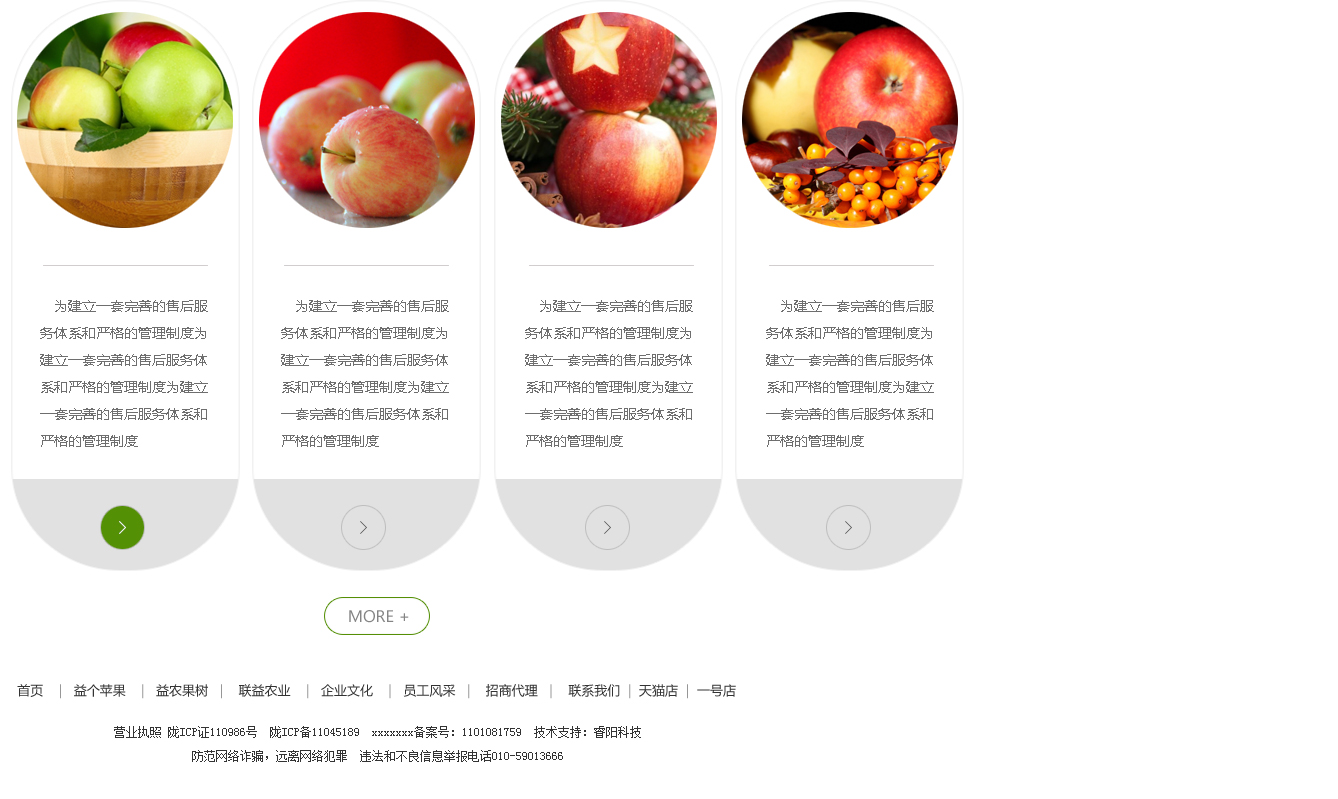 为建立一套完善的售后服
务体系和严格的管理制度为
建立一套完善的售后服务体
系和严格的管理制度为建立
一套完善的售后服务体系和
严格的管理制度
为建立一套完善的售后服
务体系和严格的管理制度为
建立一套完善的售后服务体
系和严格的管理制度为建立
一套完善的售后服务体系和
严格的管理制度
为建立一套完善的售后服
务体系和严格的管理制度为
建立一套完善的售后服务体
系和严格的管理制度为建立
一套完善的售后服务体系和
严格的管理制度
为建立一套完善的售后服
务体系和严格的管理制度为
建立一套完善的售后服务体
系和严格的管理制度为建立
一套完善的售后服务体系和
严格的管理制度
MORE +
首页 | 益个苹果 | 益农果树 | 联益农业 | 企业文化 | 员工风采 | 招商代理 | 联系我们 | 天猫店 | 一号店
营业执照 陇ICP证110986号 陇ICP备11045189 xxxxxxx备案号：1101081759 技术支持：睿阳科技
防范网络诈骗，远离网络犯罪 违法和不良信息举报电话010-59013666